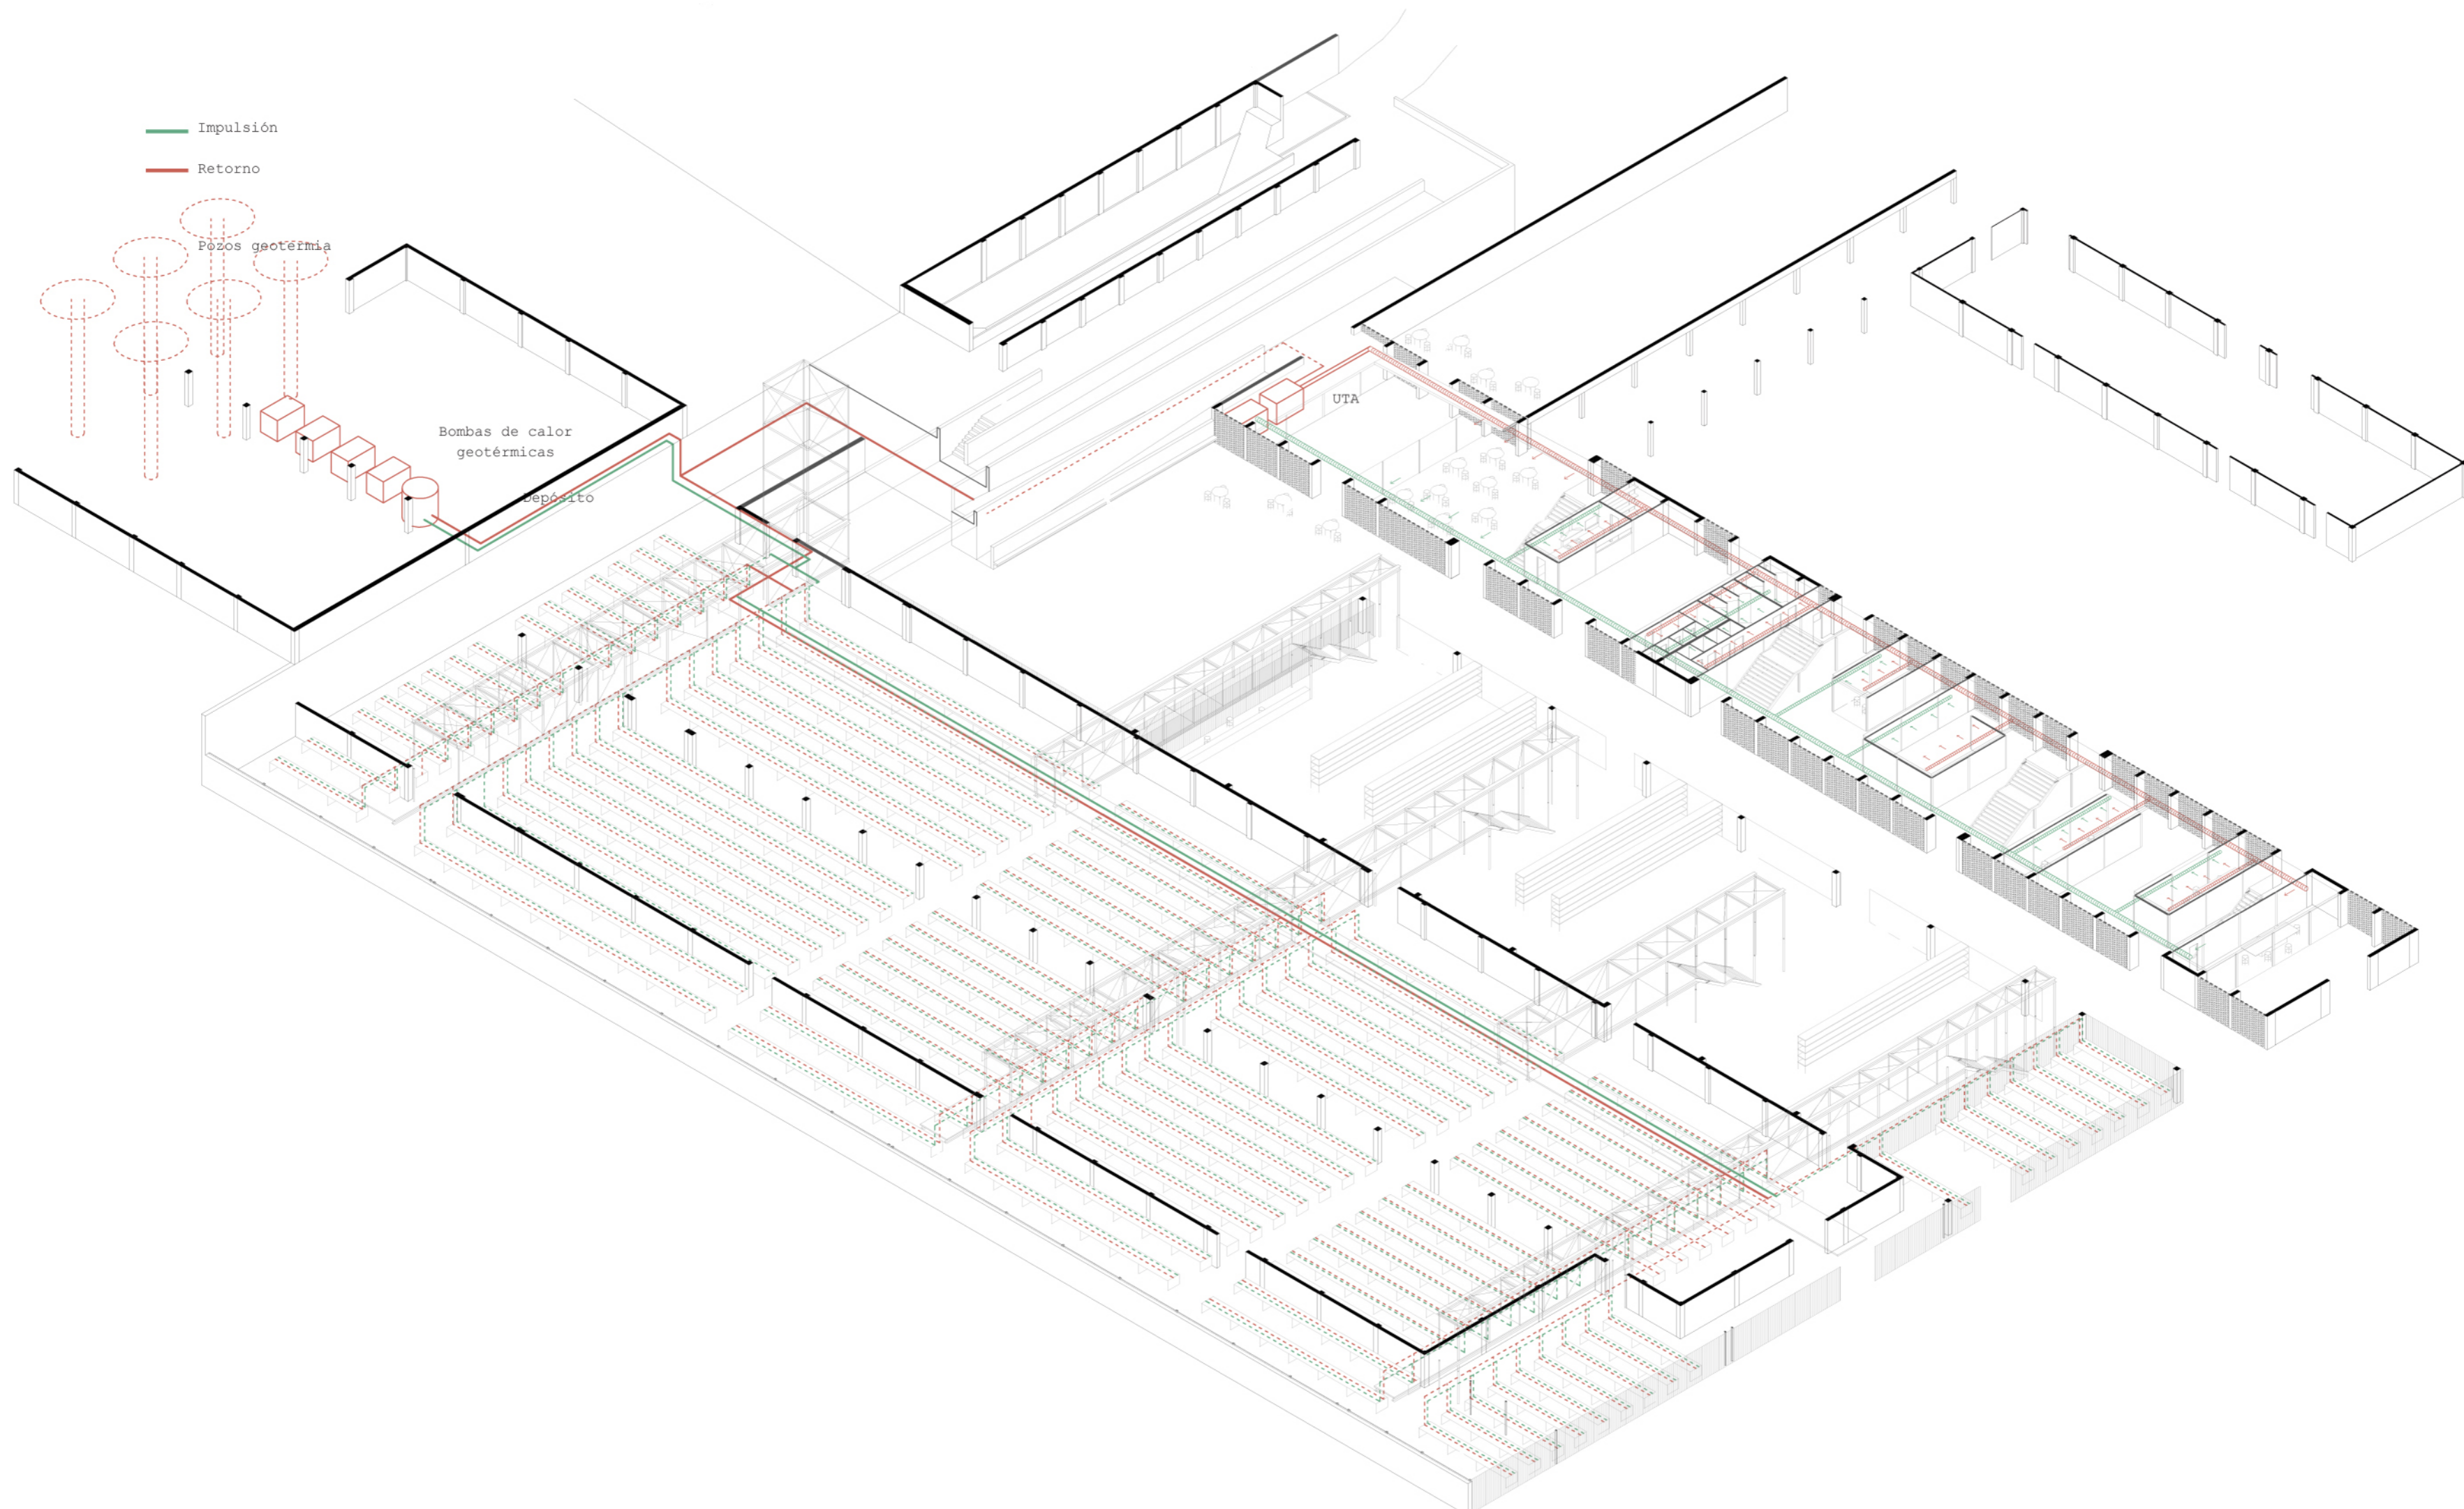 Impulsión
Retorno
Pozos geotermia
Bombas de calor
geotérmicas
Depósito
UTA